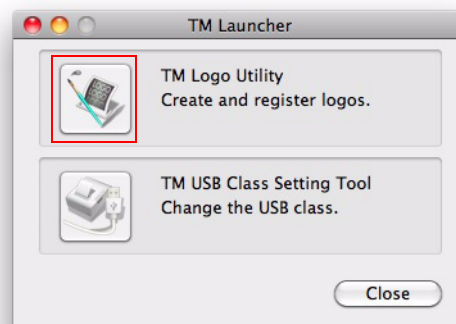 TM Launcher
TM Logo Utility
Create and register logos.
TM USB Class Setting Tool
Change the USB class.
Close